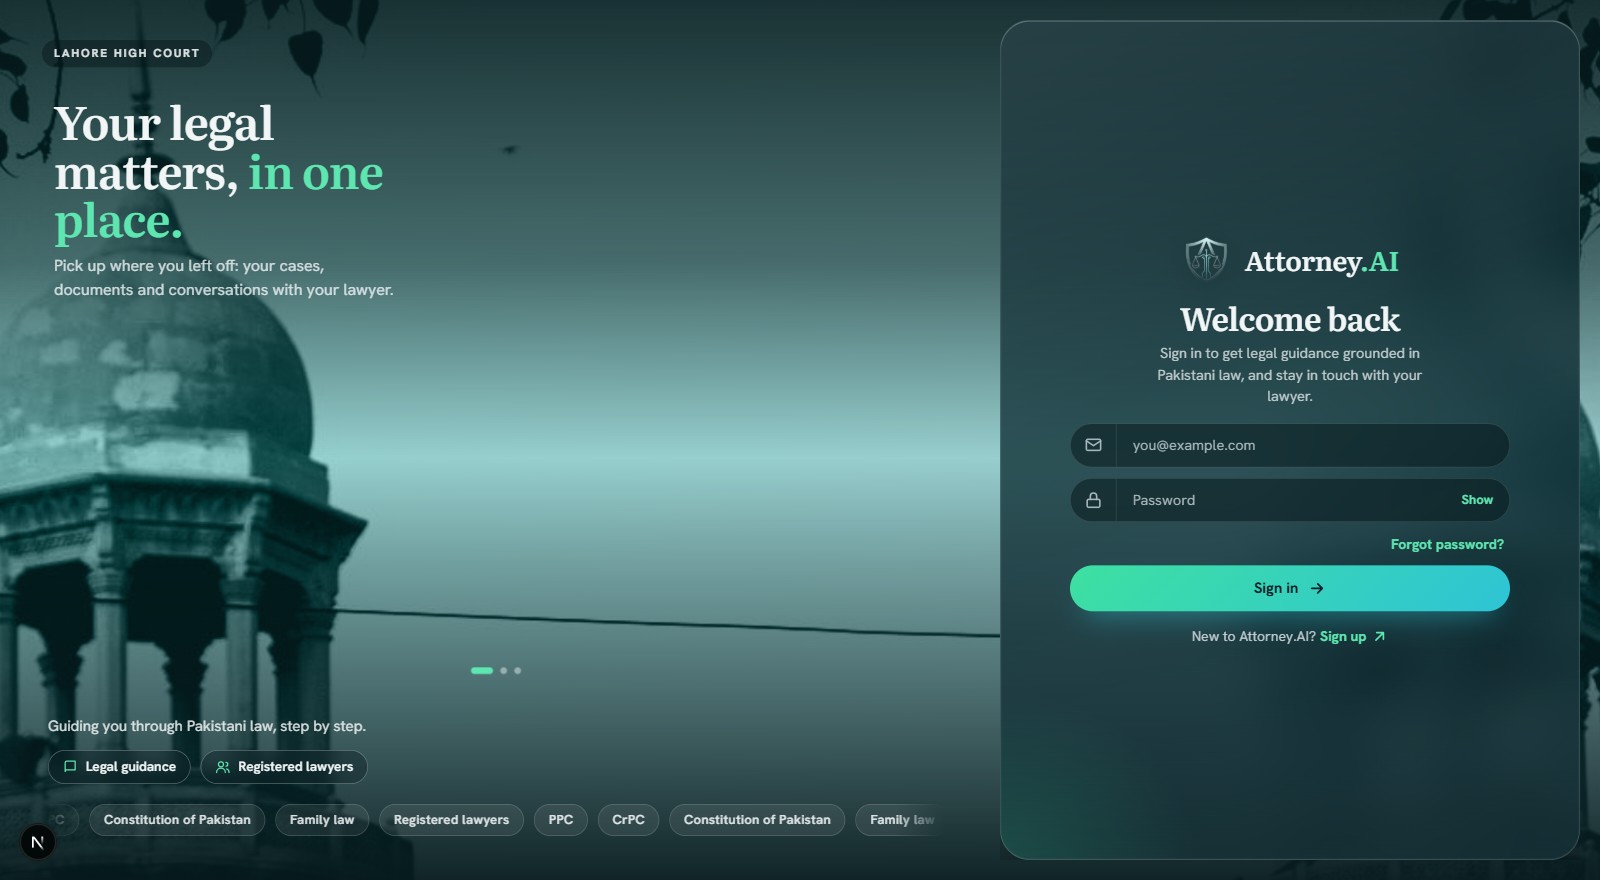 LAHORE HIGH COURT
Your legal
matters, in one
place.
Pick up where you left off: your cases,
documents and conversations with your lawyer.
Guiding you through Pakistani law, step by step.
Legal guidance
Registered lawyers
C Constitution of Pakistan Family law Registered lawyers PPC CrPC Constitution of Pakistan Family law
N
Attorney.AI
Welcome back
Sign in to get legal guidance grounded in
Pakistani law, and stay in touch with your
lawyer.
you@example.com
Password Show
Forgot password?
Sign in →
New to Attorney.AI? Sign up ↗